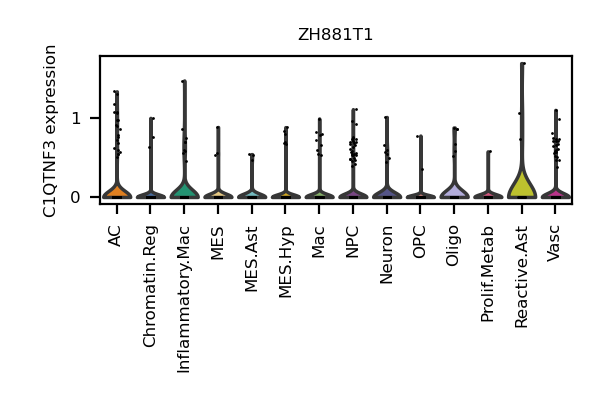 ZH881T1
C1QTNF3 expression
1
0
AC
Chromatin.Reg
Inflammatory.Mac
MES
MES.Ast
MES.Hyp
Mac
NPC
Neuron
OPC
Oligo
Prolif.Metab
Reactive.Ast
Vasc